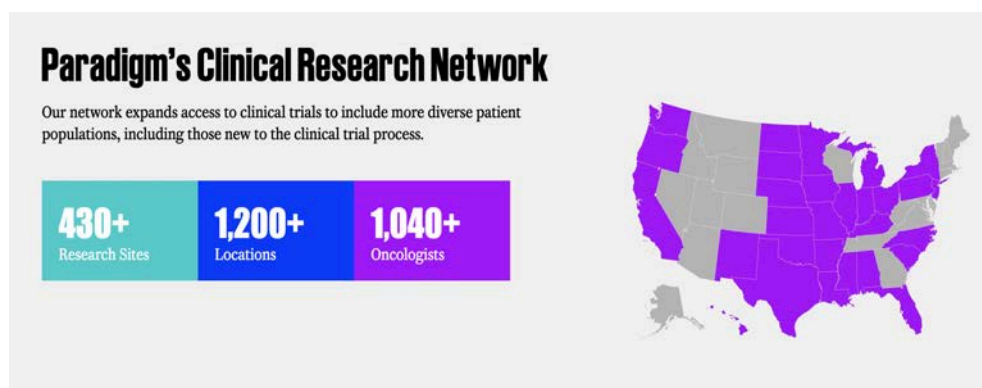 Paradigm’s Clinical Research Network
Our network expands access to clinical trials to include more diverse patient
populations, including those new to the clinical trial process.
430+
Research Sites
1,200+
Locations
1,040+
Oncologists